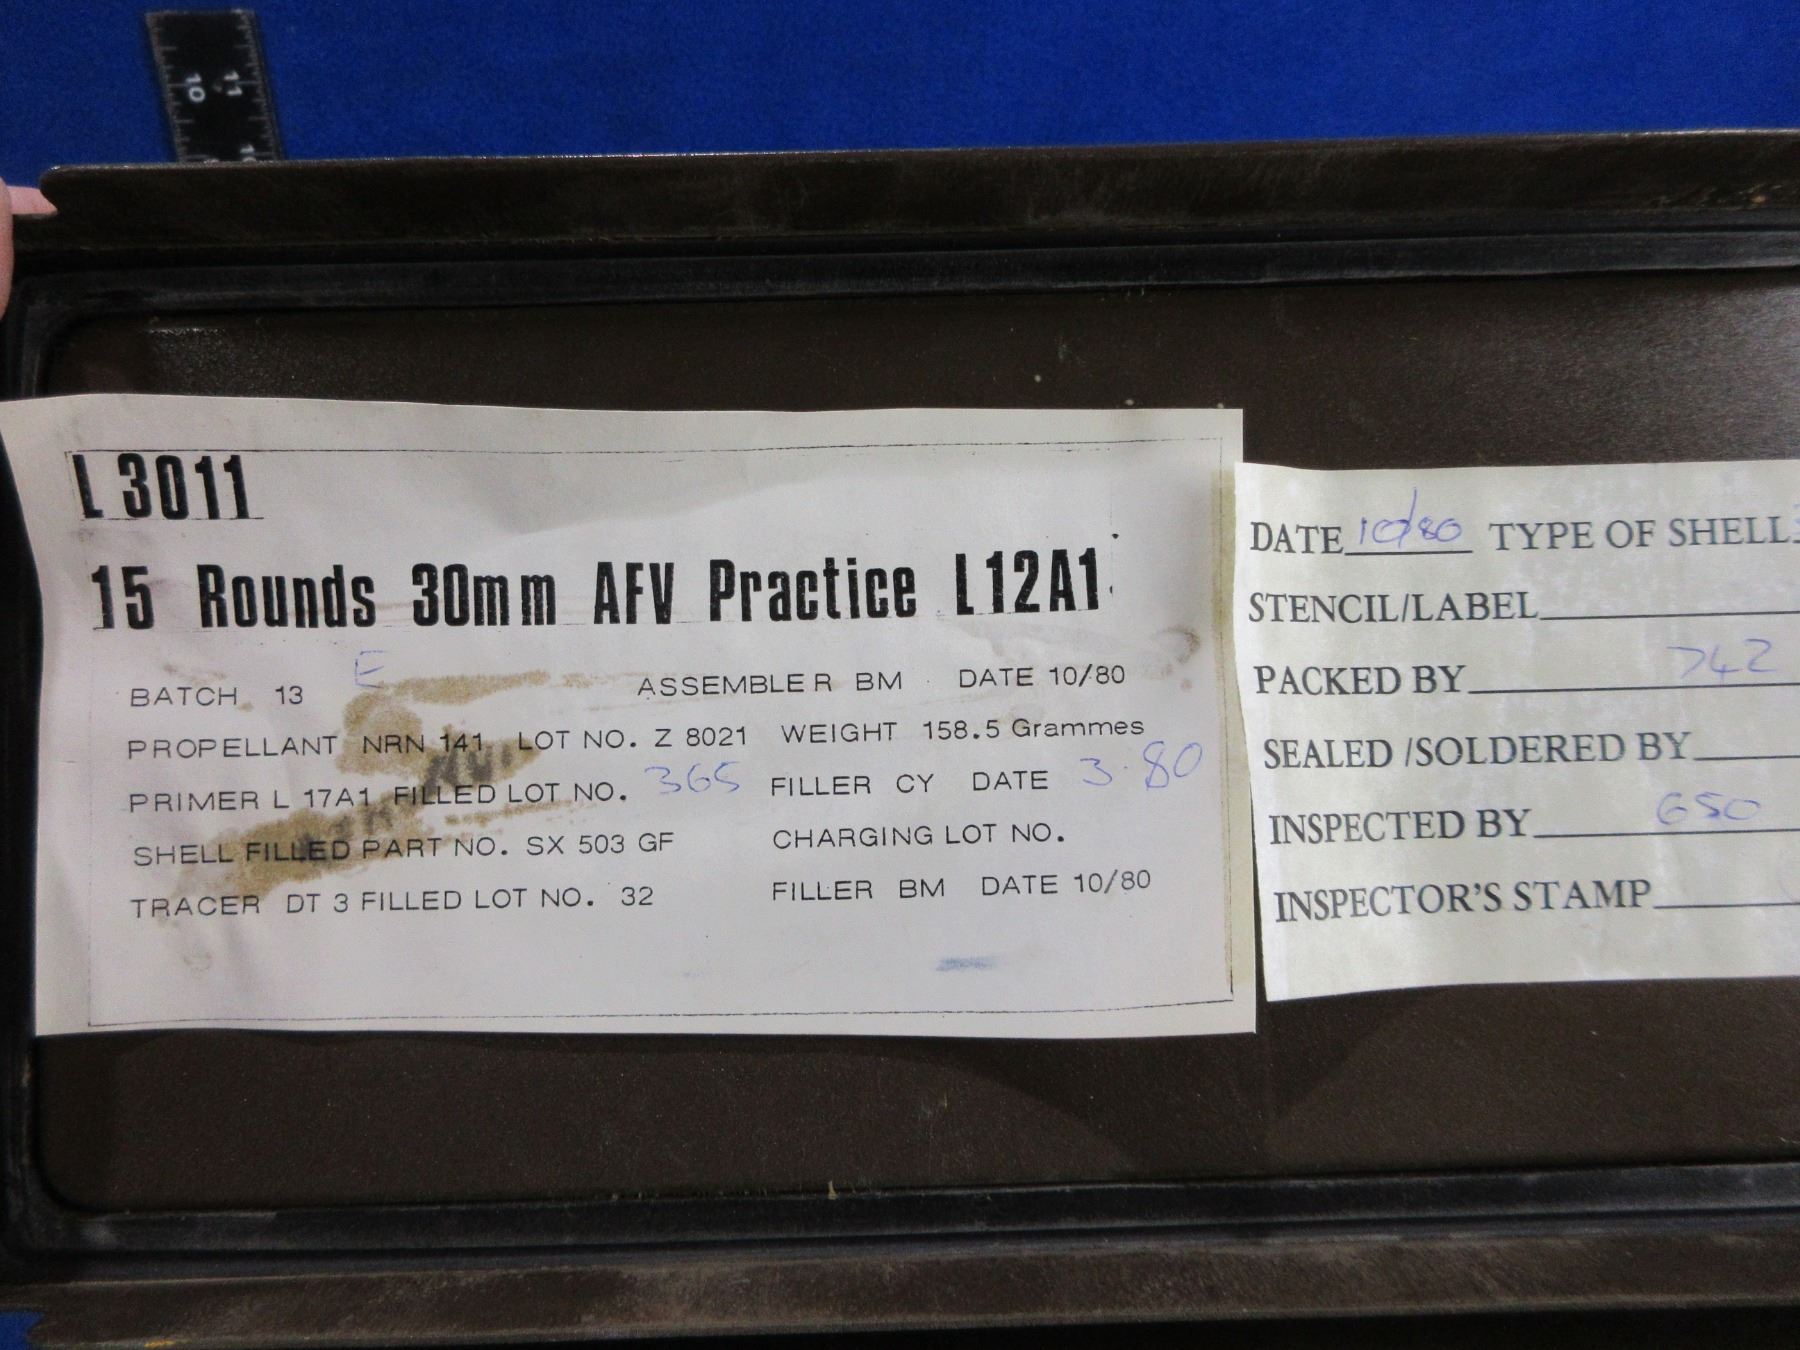 11
10
L 3011
15 Rounds 30mm AFV Practice L12A1
BATCH 13 E ASSEMBLER BM DATE 10/80
PROPELLANT NRN 141 LOT NO. Z 8021 WEIGHT 158.5 Grammes
PRIMER L 17A1 FILLED LOT NO. 365 FILLER CY DATE 3.80
SHELL FILLED PART NO. SX 503 GF CHARGING LOT NO.
TRACER DT 3 FILLED LOT NO. 32 FILLER BM DATE 10/80
DATE 10/80 TYPE OF SHELL
STENCIL/LABEL
PACKED BY 742
SEALED /SOLDERED BY
INSPECTED BY 650
INSPECTOR'S STAMP